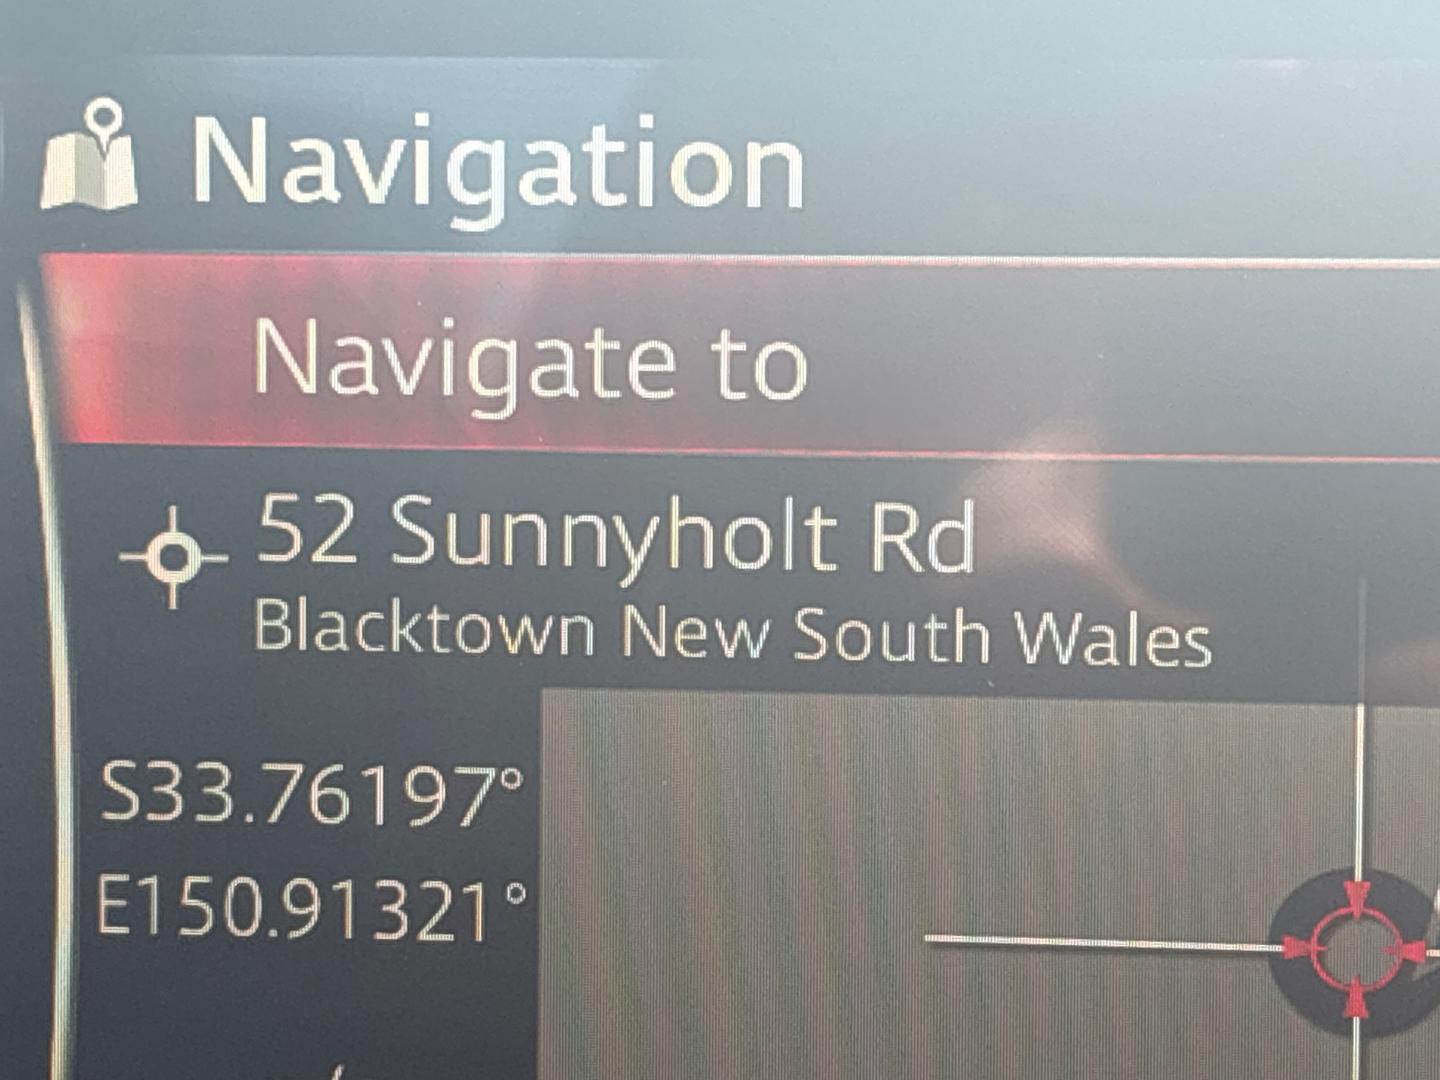 Navigation
Navigate to
52 Sunnyholt Rd
Blacktown New South Wales
S33.76197°
E150.91321°